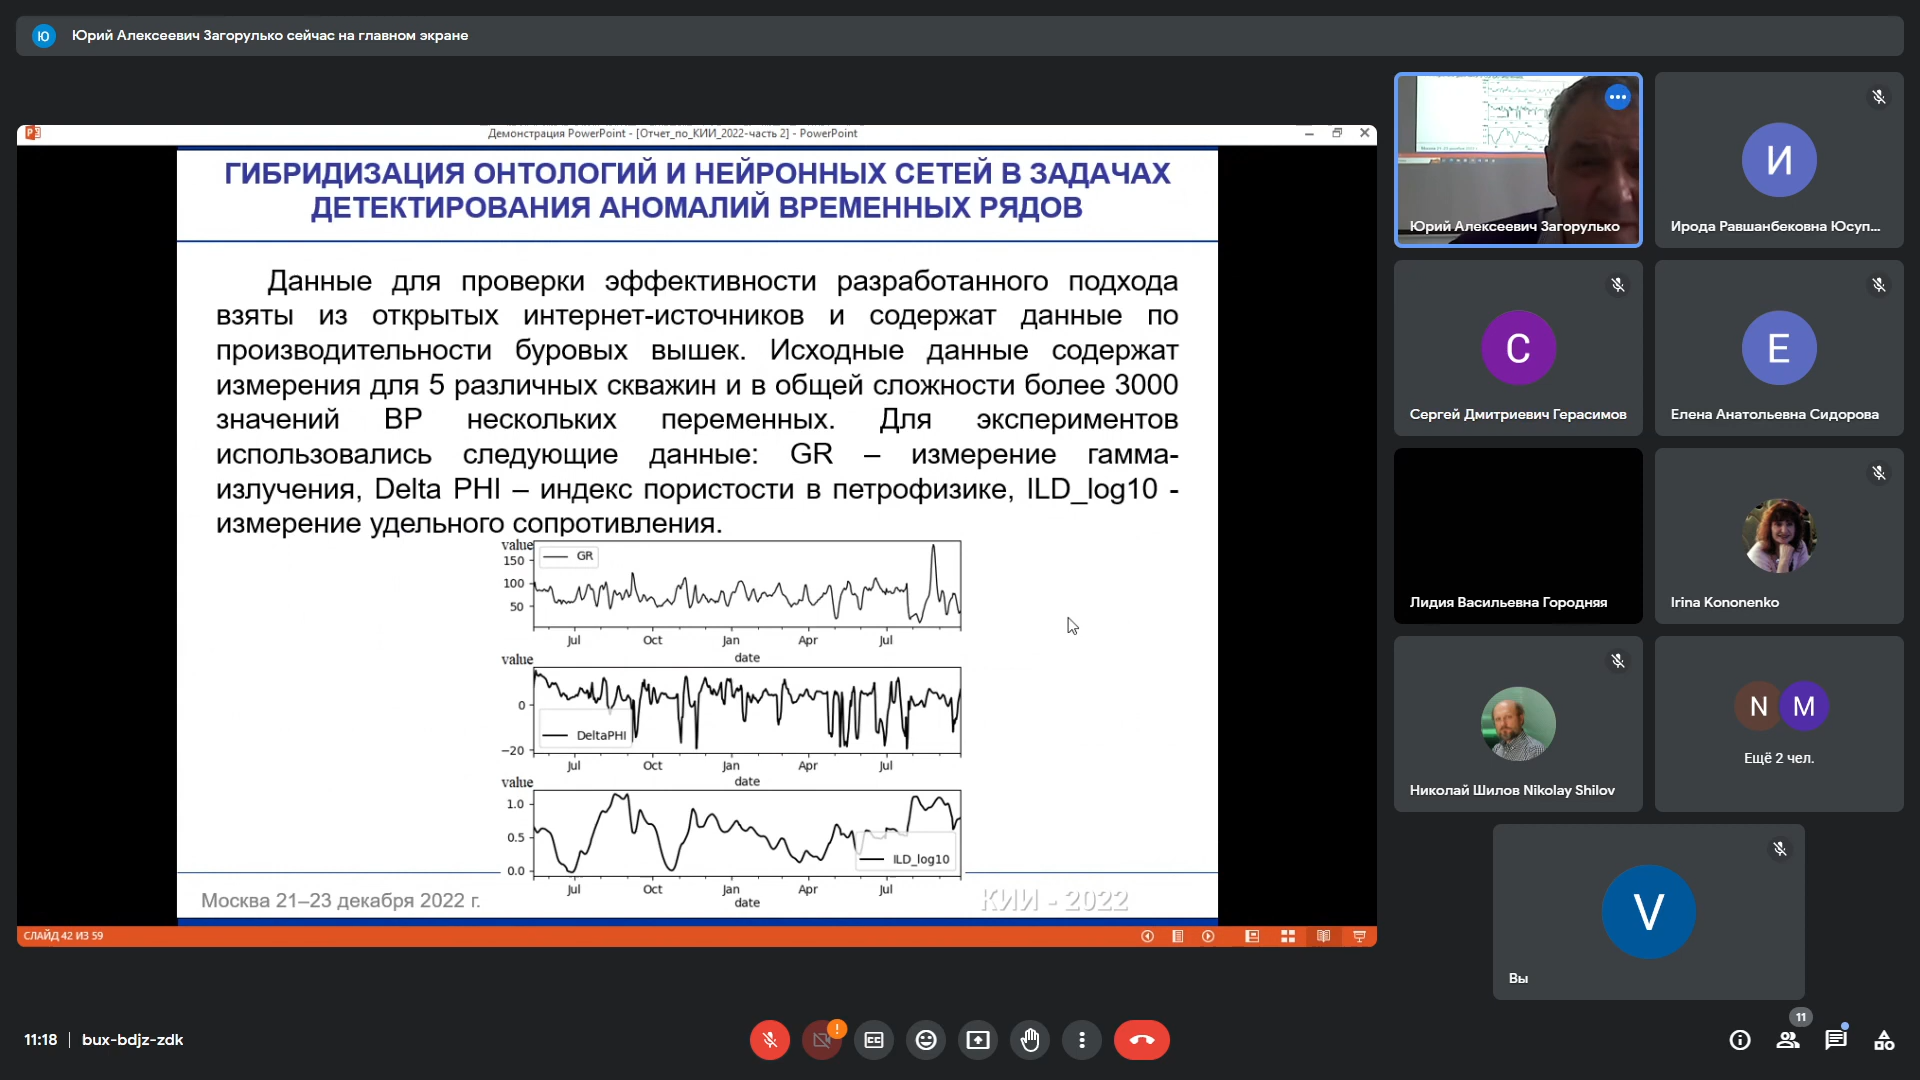 Ю
Юрий Алексеевич Загорулько сейчас на главном экране
Демонстрация PowerPoint - [Отчет_по_КИИ_2022-часть 2] - PowerPoint
ГИБРИДИЗАЦИЯ ОНТОЛОГИЙ И НЕЙРОННЫХ СЕТЕЙ В ЗАДАЧАХ
ДЕТЕКТИРОВАНИЯ АНОМАЛИЙ ВРЕМЕННЫХ РЯДОВ
Данные для проверки эффективности разработанного подхода
взяты из открытых интернет-источников и содержат данные по
производительности буровых вышек. Исходные данные содержат
измерения для 5 различных скважин и в общей сложности более 3000
значений ВР нескольких переменных. Для экспериментов
использовались следующие данные: GR – измерение гамма-
излучения, Delta PHI – индекс пористости в петрофизике, ILD_log10 -
измерение удельного сопротивления.
value
150
100
50
GR
Jul Oct Jan Apr Jul
date
value
0
−20
DeltaPHI
Jul Oct Jan Apr Jul
date
value
1.0
0.5
0.0
ILD_log10
Jul Oct Jan Apr Jul
date
Москва 21–23 декабря 2022 г.
КИИ - 2022
СЛАЙД 42 ИЗ 59
Юрий Алексеевич Загорулько
И
Ирода Равшанбековна Юсуп...
С
Сергей Дмитриевич Герасимов
Е
Елена Анатольевна Сидорова
Лидия Васильевна Городняя
Irina Kononenko
Николай Шилов Nikolay Shilov
N M
Ещё 2 чел.
V
Вы
11:18 | bux-bdjz-zdk
!
CC
11